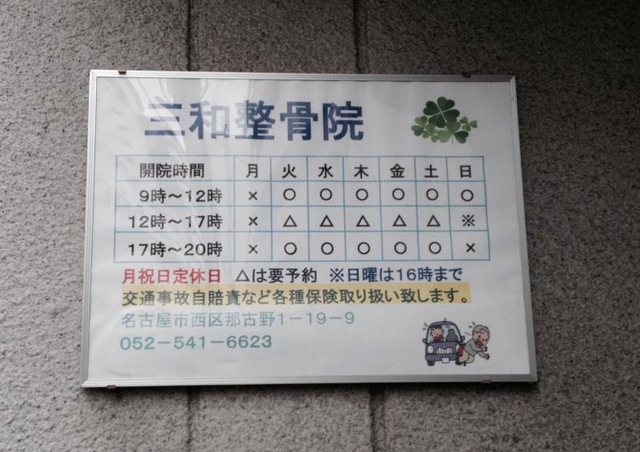 三和整骨院
開院時間 月 火 水 木 金 土 日
9時～12時 × ○ ○ ○ ○ ○ ○
12時～17時 × △ △ △ △ △ ※
17時～20時 × ○ ○ ○ ○ ○ ×
月祝日定休日 △は要予約 ※日曜は16時まで
交通事故自賠責など各種保険取り扱い致します。
名古屋市西区那古野1－19－9
052－541－6623